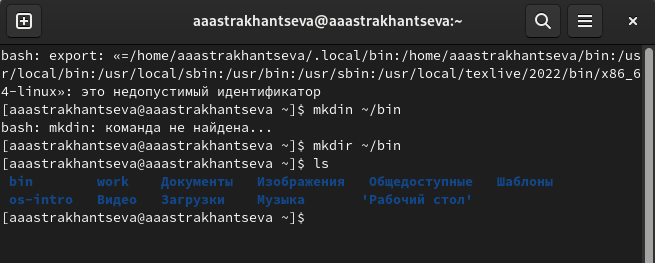 aaastrakhantseva@aaastrakhantseva:~
bash: export: «=/home/aaastrakhantseva/.local/bin:/home/aaastrakhantseva/bin:/us
r/local/bin:/usr/local/sbin:/usr/bin:/usr/sbin:/usr/local/texlive/2022/bin/x86_6
4-linux»: это недопустимый идентификатор
[aaastrakhantseva@aaastrakhantseva ~]$ mkdin ~/bin
bash: mkdin: команда не найдена...
[aaastrakhantseva@aaastrakhantseva ~]$ mkdir ~/bin
[aaastrakhantseva@aaastrakhantseva ~]$ ls
bin work Документы Изображения Общедоступные Шаблоны
os-intro Видео Загрузки Музыка 'Рабочий стол'
[aaastrakhantseva@aaastrakhantseva ~]$